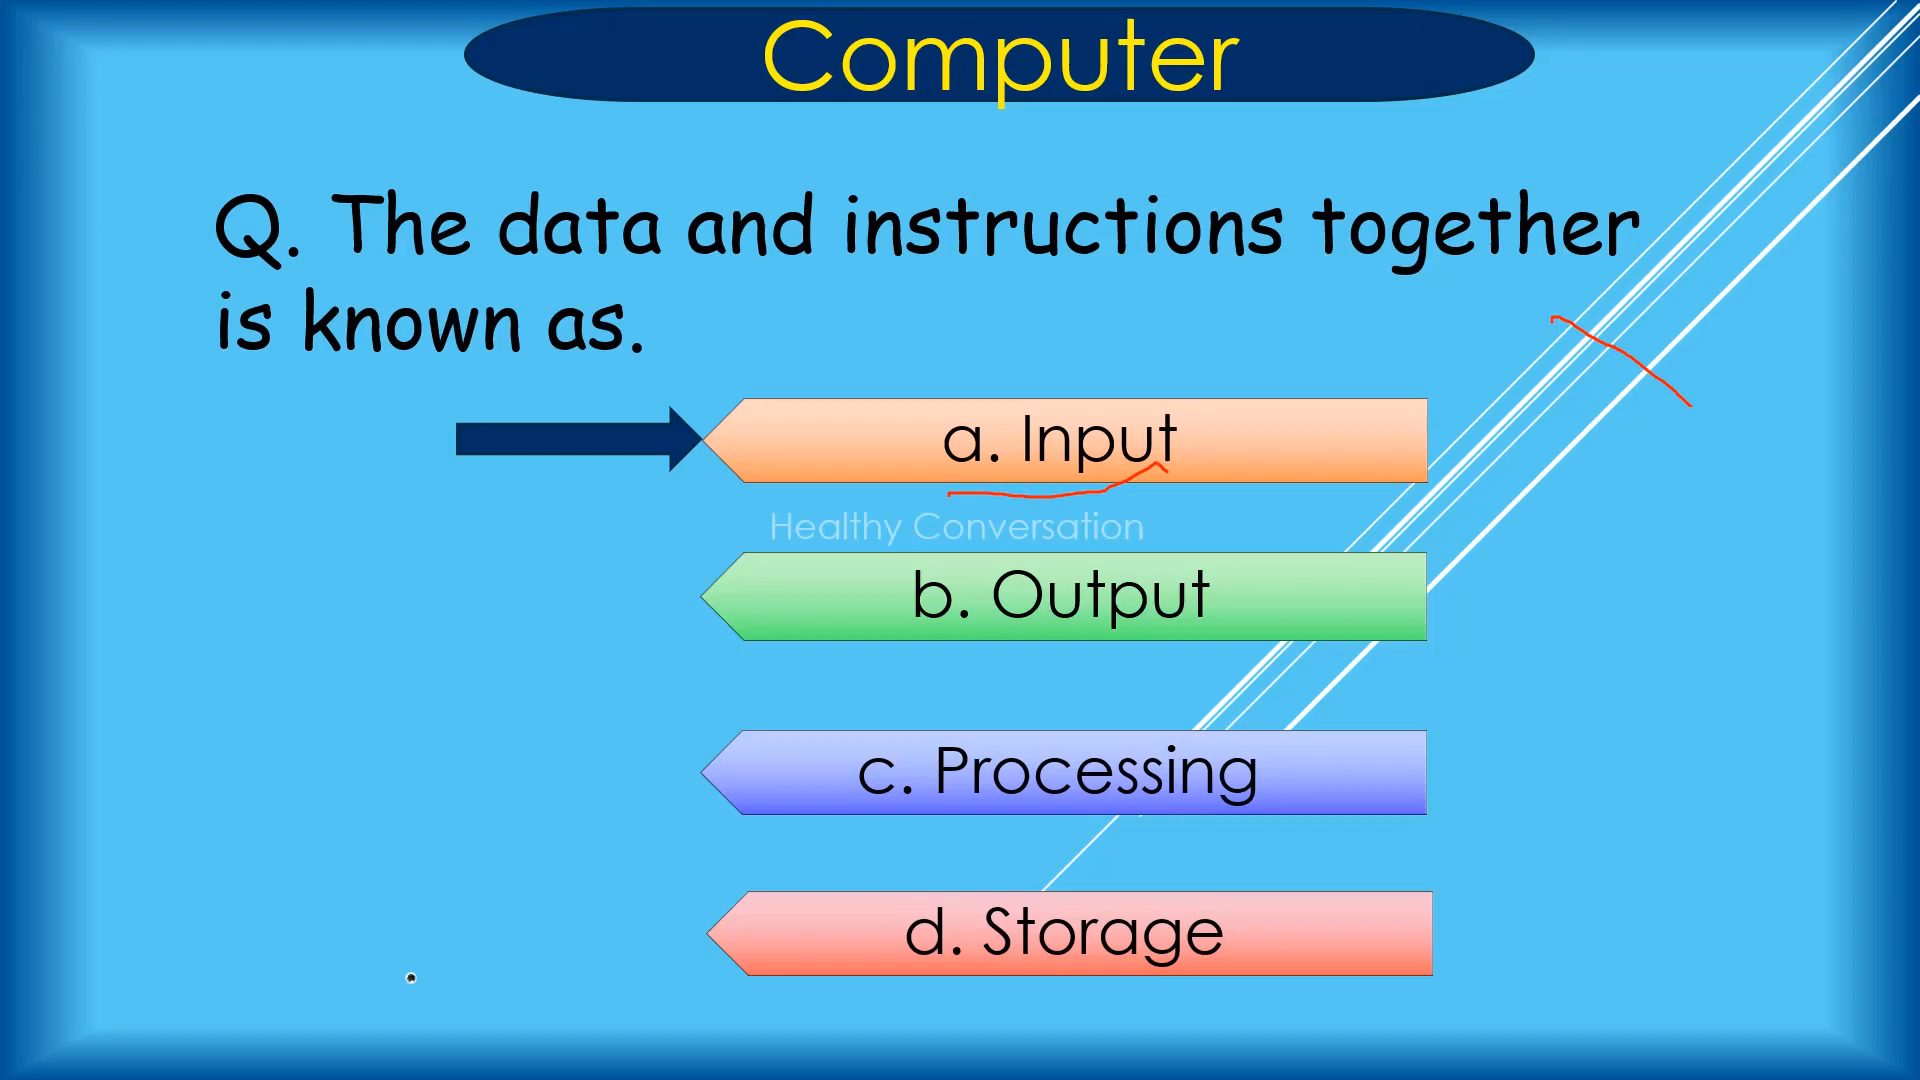 Computer
Q. The data and instructions together
is known as.
a. Input
Healthy Conversation
b. Output
c. Processing
d. Storage